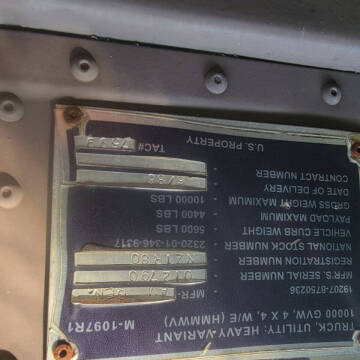 TRUCK, UTILITY: HEAVY-VARIANT
10000 GVW, 4 X 4, W/E (HMMWV) M-1097R1
19207-8750236 MFR-
MFR'S. SERIAL NUMBER - 014790
REGISTRATION NUMBER -
NATIONAL STOCK NUMBER - 2320-01-346-9317
VEHICLE CURB WEIGHT - 5600 LBS
PAYLOAD MAXIMUM - 4400 LBS
GROSS WEIGHT MAXIMUM - 10000 LBS
DATE OF DELIVERY -
CONTRACT NUMBER -
U.S. PROPERTY TAC#